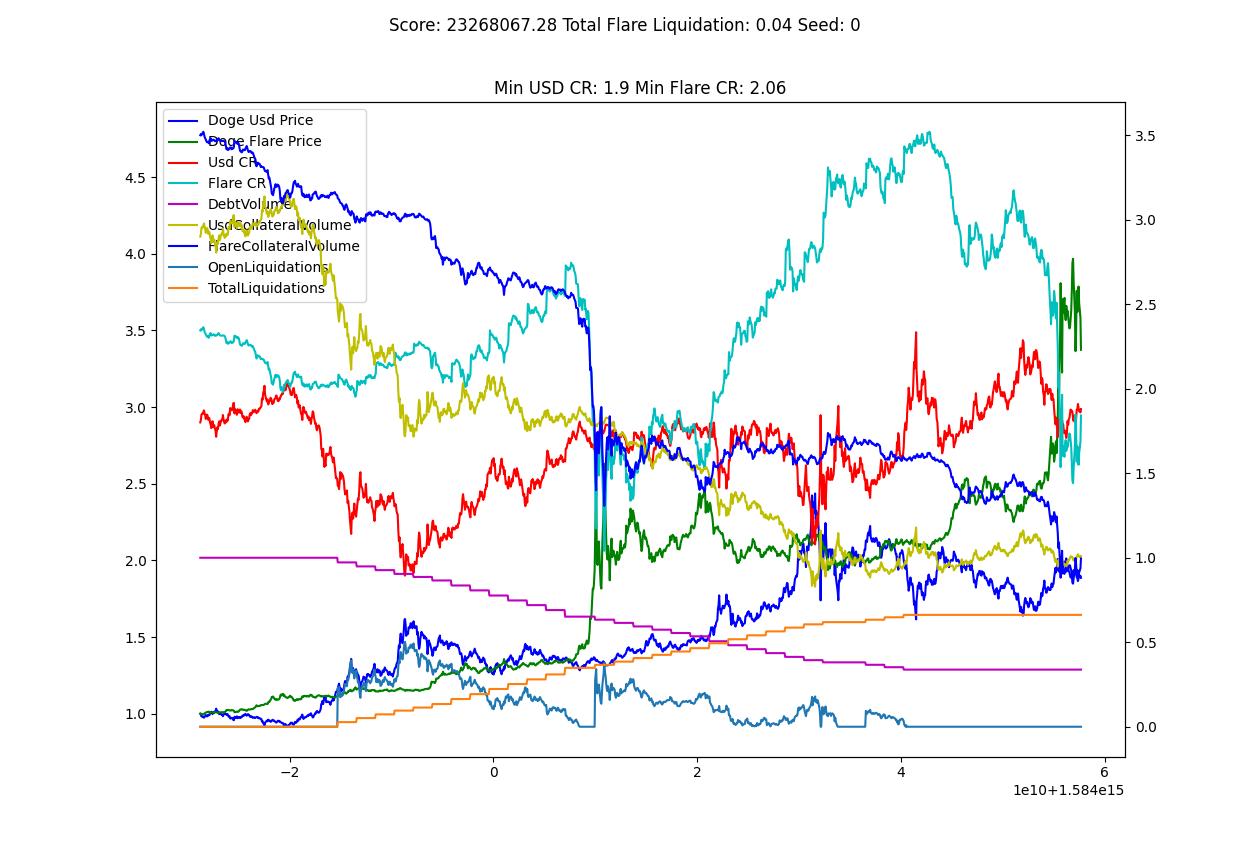 Score: 23268067.28 Total Flare Liquidation: 0.04 Seed: 0
Min USD CR: 1.9 Min Flare CR: 2.06
Doge Usd Price
Doge Flare Price
Usd CR
Flare CR
DebtVolume
UsdCollateralVolume
FlareCollateralVolume
OpenLiquidations
TotalLiquidations
4.5
4.0
3.5
3.0
2.5
2.0
1.5
1.0
3.5
3.0
2.5
2.0
1.5
1.0
0.5
0.0
−2 0 2 4 6
1e10+1.584e15